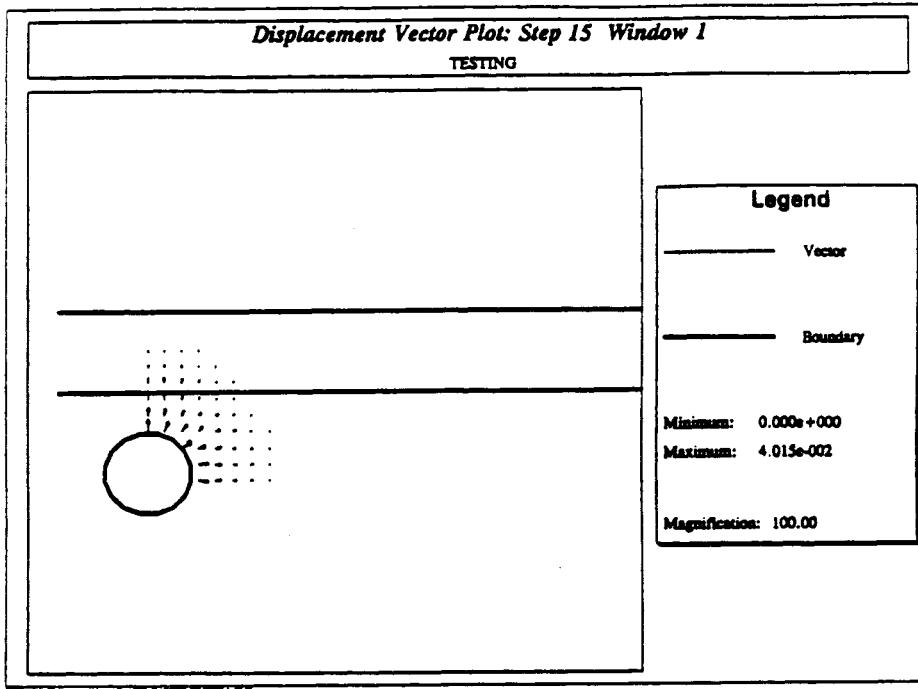 Displacement Vector Plot: Step 15 Window 1
TESTING
Legend
Vector
Boundary
Minimum: 0.000e+000
Maximum: 4.015e-002
Magnification: 100.00